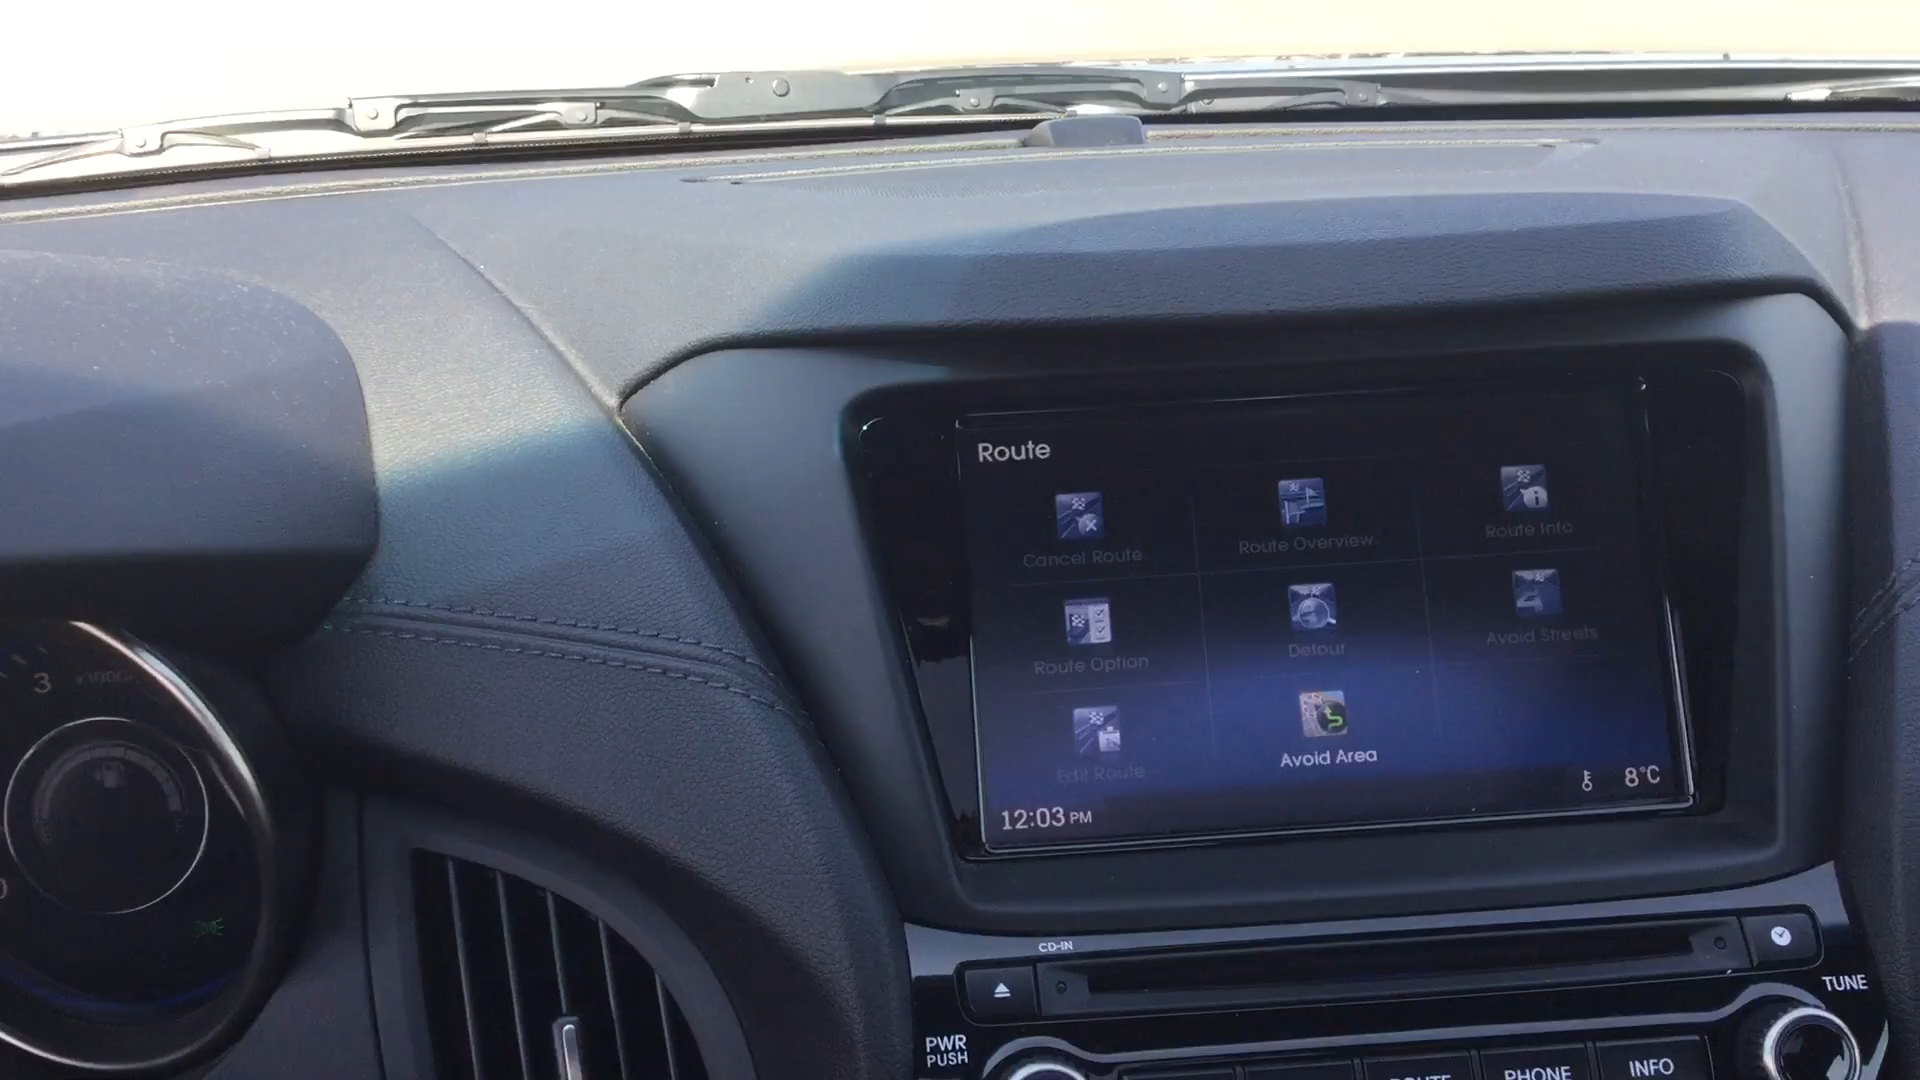 Route
Cancel Route
Route Overview
Route Info
Route Option
Detour
Avoid Streets
Edit Route
Avoid Area
12:03 PM
8°C
3
CD-IN
TUNE
PWR
PUSH
ROUTE
PHONE
INFO